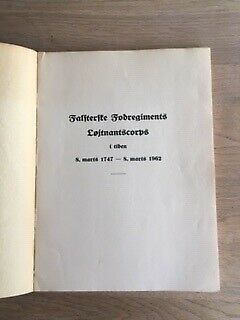 Falsterske Fodregiments
Løjtnantscorps
i tiden
8. marts 1747 — 8. marts 1962